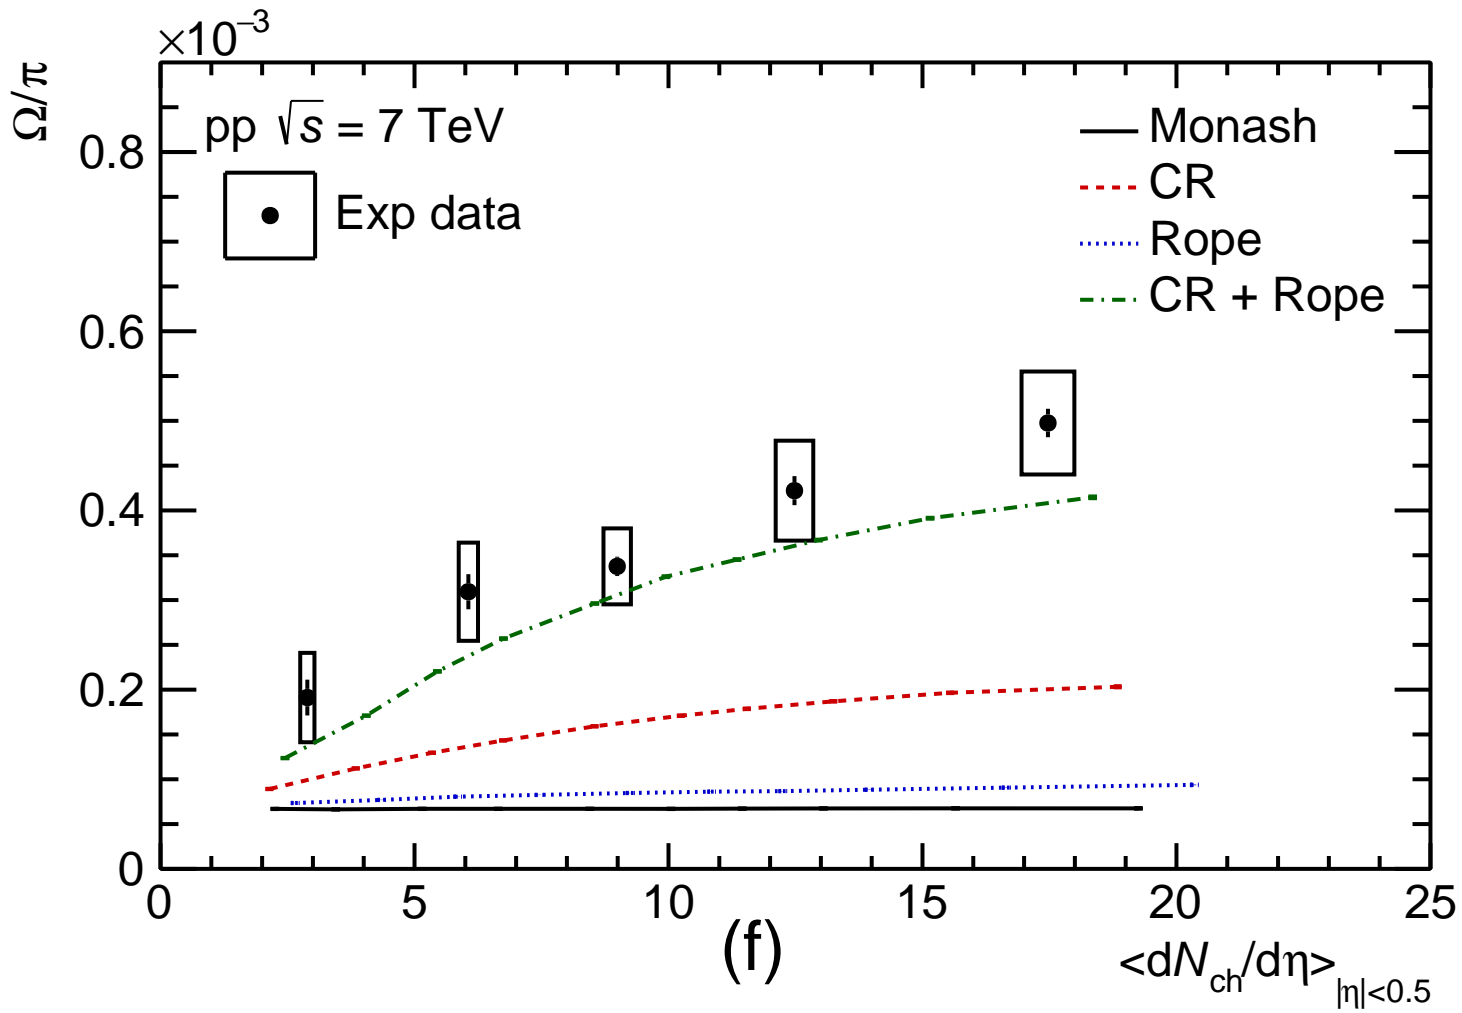 ×10⁻³
Ω/π
pp √s = 7 TeV
Exp data
Monash
CR
Rope
CR + Rope
0.8
0.6
0.4
0.2
0
0 5 10 15 20 25
(f)
<dN_ch/dη>_|η|<0.5